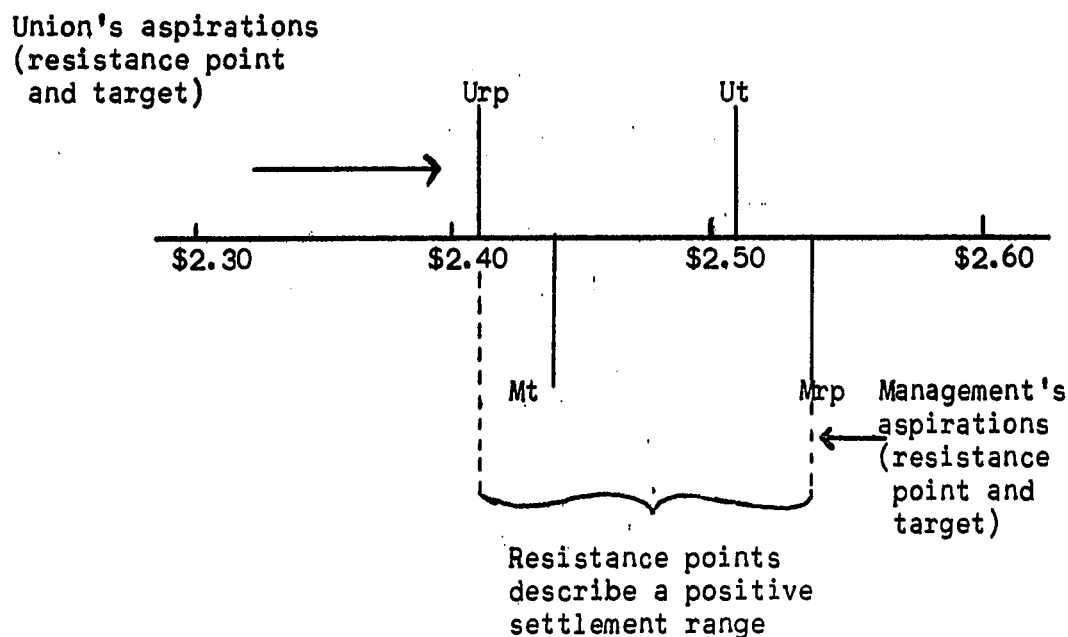 Union's aspirations
(resistance point
and target)
Urp
Ut
$2.30
$2.40
$2.50
$2.60
Mt
Mrp
Management's
aspirations
(resistance
point and
target)
Resistance points
describe a positive
settlement range